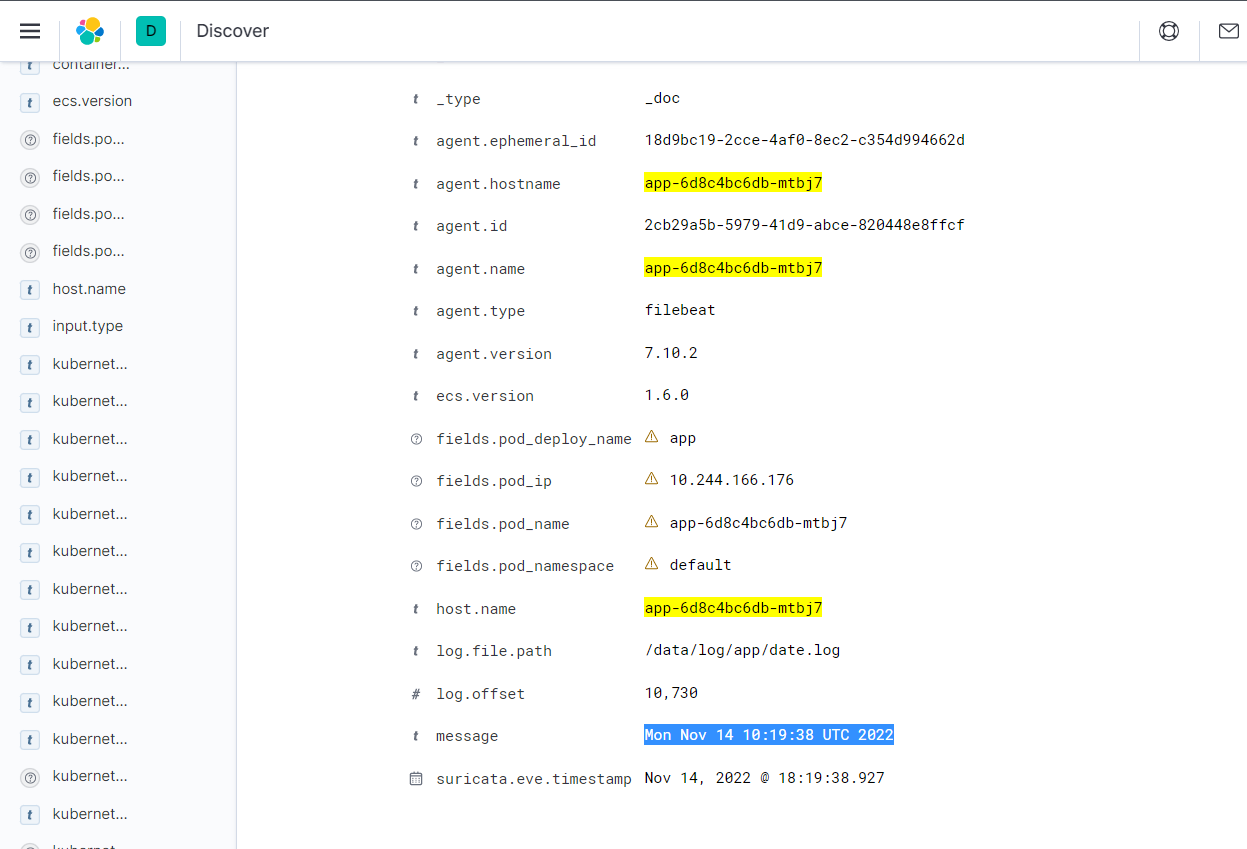 D
Discover
container...
ecs.version
fields.po...
fields.po...
fields.po...
fields.po...
host.name
input.type
kubernet...
kubernet...
kubernet...
kubernet...
kubernet...
kubernet...
kubernet...
kubernet...
kubernet...
kubernet...
kubernet...
kubernet...
kubernet...
kubernet...
t _type _doc
t agent.ephemeral_id 18d9bc19-2cce-4af0-8ec2-c354d994662d
t agent.hostname app-6d8c4bc6db-mtbj7
t agent.id 2cb29a5b-5979-41d9-abce-820448e8ffcf
t agent.name app-6d8c4bc6db-mtbj7
t agent.type filebeat
t agent.version 7.10.2
t ecs.version 1.6.0
? fields.pod_deploy_name app
? fields.pod_ip 10.244.166.176
? fields.pod_name app-6d8c4bc6db-mtbj7
? fields.pod_namespace default
t host.name app-6d8c4bc6db-mtbj7
t log.file.path /data/log/app/date.log
# log.offset 10,730
t message Mon Nov 14 10:19:38 UTC 2022
suricata.eve.timestamp Nov 14, 2022 @ 18:19:38.927